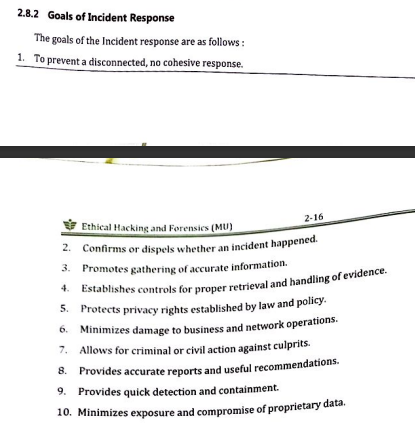 2.8.2 Goals of Incident Response
The goals of the Incident response are as follows :
1. To prevent a disconnected, no cohesive response.
Ethical Hacking and Forensics (MU)
2-16
2. Confirms or dispels whether an incident happened.
3. Promotes gathering of accurate information.
4. Establishes controls for proper retrieval and handling of evidence.
5. Protects privacy rights established by law and policy.
6. Minimizes damage to business and network operations.
7. Allows for criminal or civil action against culprits.
8. Provides accurate reports and useful recommendations.
9. Provides quick detection and containment.
10. Minimizes exposure and compromise of proprietary data.